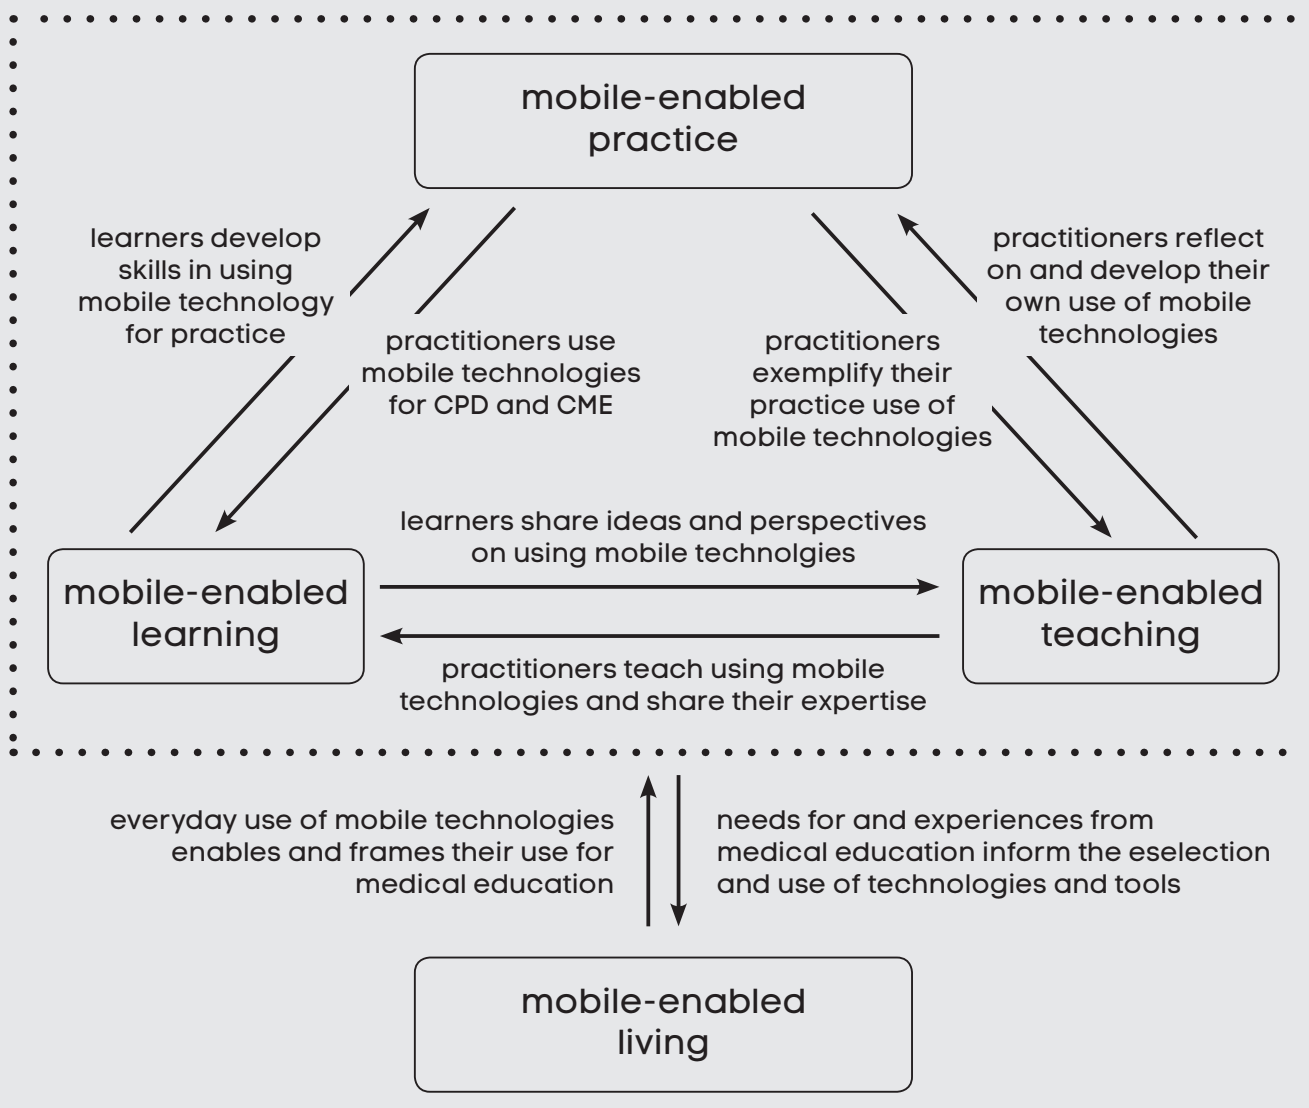 mobile-enabled
practice
learners develop
skills in using
mobile technology
for practice
practitioners use
mobile technologies
for CPD and CME
practitioners
exemplify their
practice use of
mobile technologies
practitioners reflect
on and develop their
own use of mobile
technologies
learners share ideas and perspectives
on using mobile technolgies
mobile-enabled
learning
mobile-enabled
teaching
practitioners teach using mobile
technologies and share their expertise
everyday use of mobile technologies
enables and frames their use for
medical education
needs for and experiences from
medical education inform the eselection
and use of technologies and tools
mobile-enabled
living